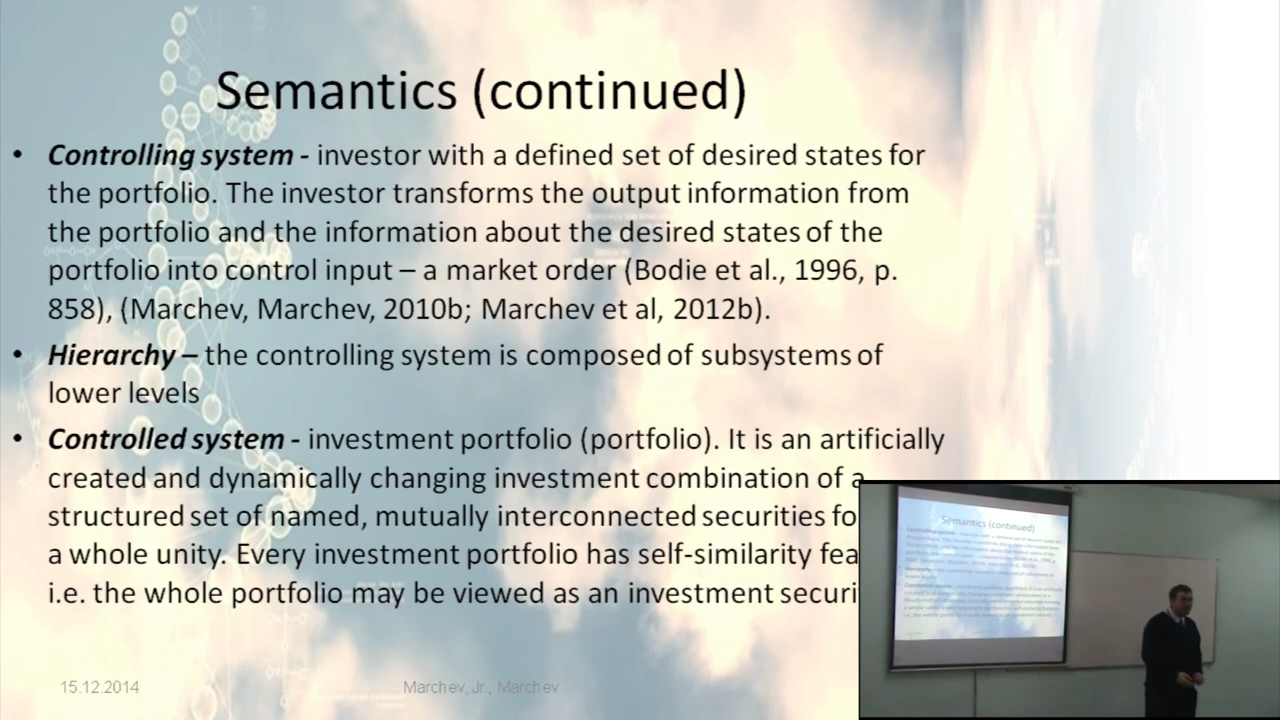 Semantics (continued)
• Controlling system - investor with a defined set of desired states for
the portfolio. The investor transforms the output information from
the portfolio and the information about the desired states of the
portfolio into control input – a market order (Bodie et al., 1996, p.
858), (Marchev, Marchev, 2010b; Marchev et al, 2012b).
• Hierarchy – the controlling system is composed of subsystems of
lower levels
• Controlled system - investment portfolio (portfolio). It is an artificially
created and dynamically changing investment combination of a
structured set of named, mutually interconnected securities fo
a whole unity. Every investment portfolio has self-similarity fea
i.e. the whole portfolio may be viewed as an investment securi
15.12.2014
Marchev, Jr., Marchev
Semantics (continued)